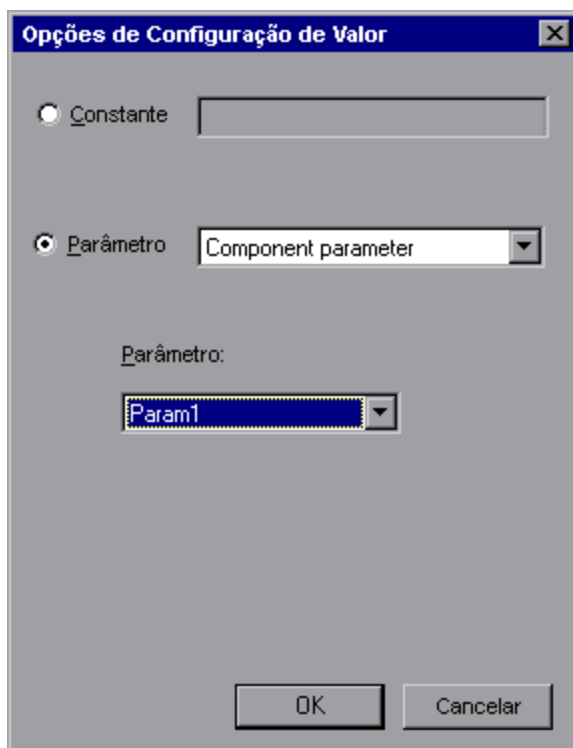 Opções de Configuração de Valor
Constante
Parâmetro Component parameter
Parâmetro:
Param1
OK Cancelar